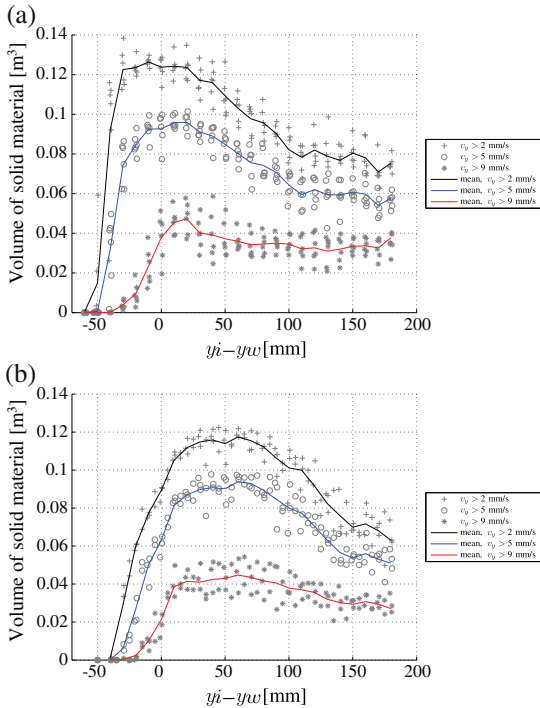 (a)
Volume of solid material [m³]
0.14
0.12
0.1
0.08
0.06
0.04
0.02
0
-50 0 50 100 150 200
yi−yw[mm]
v_y > 2 mm/s
v_y > 5 mm/s
v_y > 9 mm/s
mean, v_y > 2 mm/s
mean, v_y > 5 mm/s
mean, v_y > 9 mm/s
(b)
Volume of solid material [m³]
0.14
0.12
0.1
0.08
0.06
0.04
0.02
0
-50 0 50 100 150 200
yi−yw[mm]
v_y > 2 mm/s
v_y > 5 mm/s
v_y > 9 mm/s
mean, v_y > 2 mm/s
mean, v_y > 5 mm/s
mean, v_y > 9 mm/s